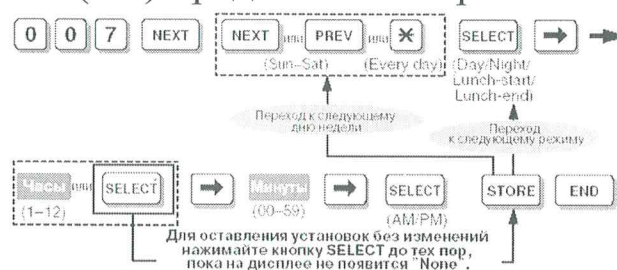 0 0 7 NEXT NEXT или PREV или * SELECT
(Sun–Sat) (Every day) (Day/Night/
Lunch-start/
Lunch-end)
Переход к следующему
дню недели
Переход
к следующему режиму
Часы или SELECT Минуты SELECT STORE END
(1–12) (00–59) (AM/PM)
Для оставления установок без изменений
нажимайте кнопку SELECT до тех пор,
пока на дисплее не появится "None".